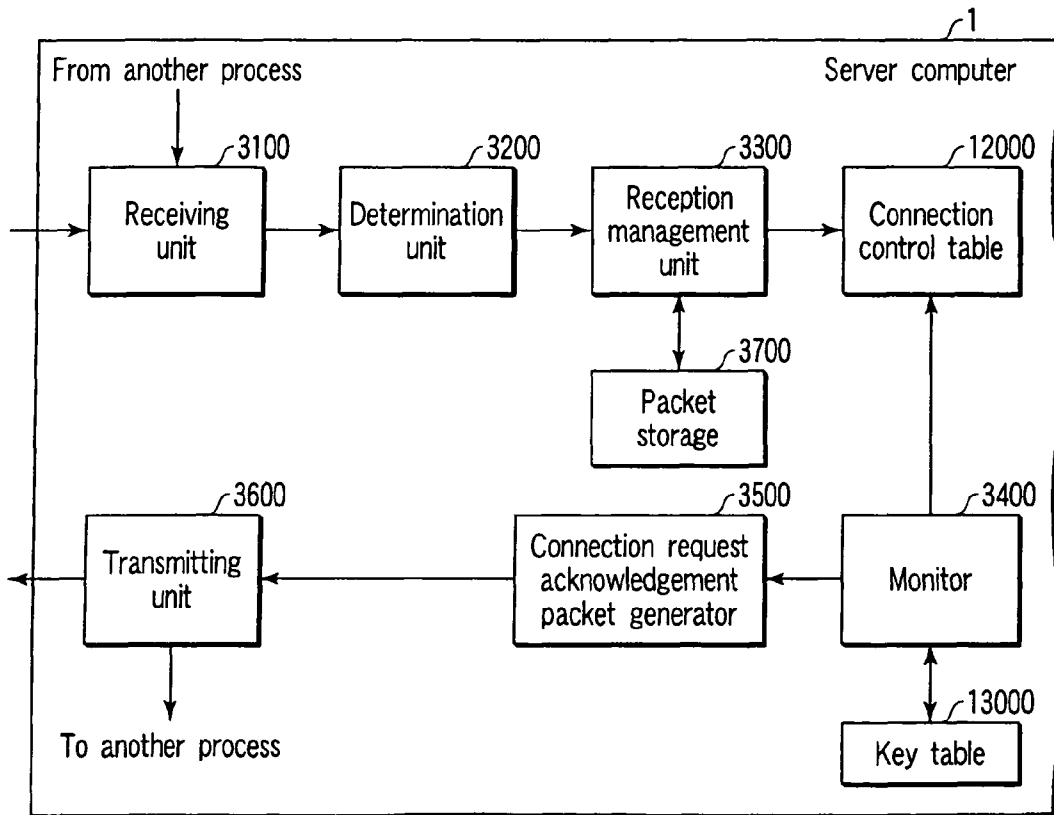 1
From another process
Server computer
3100
3200
3300
12000
Receiving
unit
Determination
unit
Reception
management
unit
Connection
control table
3700
Packet
storage
3600
3500
3400
Transmitting
unit
Connection request
acknowledgement
packet generator
Monitor
13000
To another process
Key table